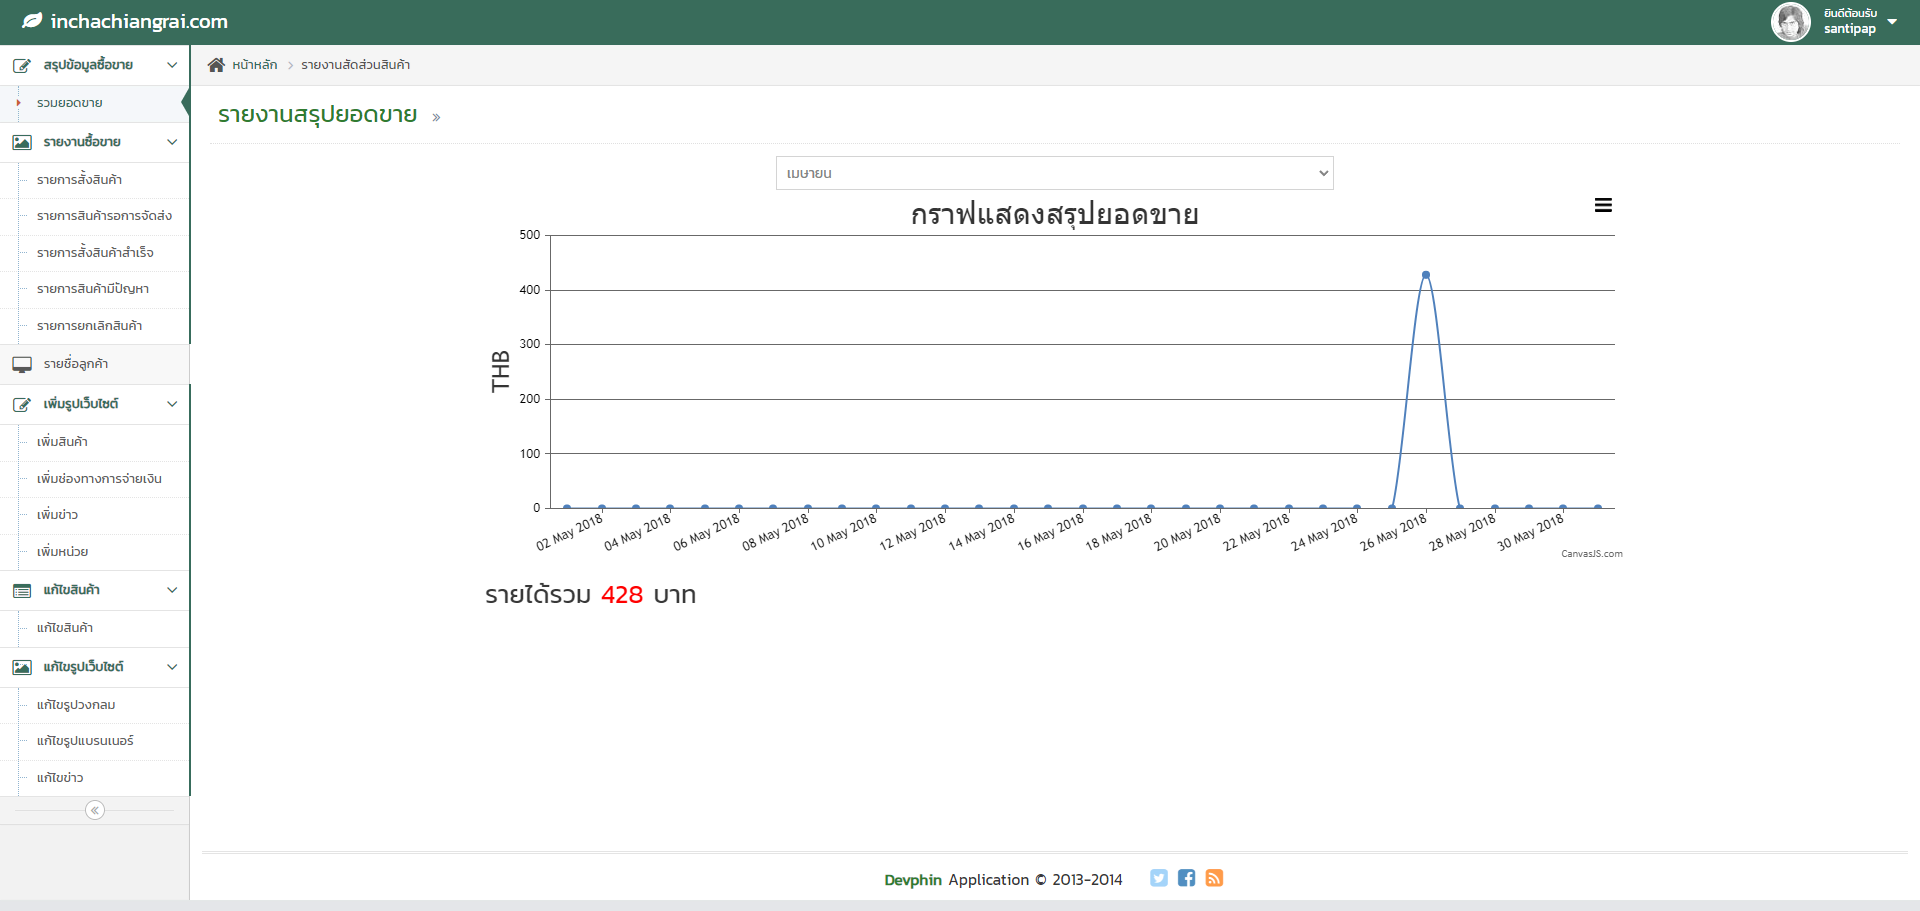 inchachiangrai.com
ยินดีต้อนรับ
santipap
สรุปข้อมูลซื้อขาย
รวมยอดขาย
รายงานซื้อขาย
รายการสั่งสินค้า
รายการสินค้ารอการจัดส่ง
รายการสั่งสินค้าสำเร็จ
รายการสินค้ามีปัญหา
รายการยกเลิกสินค้า
รายชื่อลูกค้า
เพิ่มรูปเว็บไซต์
เพิ่มสินค้า
เพิ่มช่องทางการจ่ายเงิน
เพิ่มข่าว
เพิ่มหน่วย
แก้ไขสินค้า
แก้ไขสินค้า
แก้ไขรูปเว็บไซต์
แก้ไขรูปวงกลม
แก้ไขรูปแบรนเนอร์
แก้ไขข่าว
หน้าหลัก > รายงานสัดส่วนสินค้า
รายงานสรุปยอดขาย »
เมษายน
กราฟแสดงสรุปยอดขาย
THB
500
400
300
200
100
0
02 May 2018
04 May 2018
06 May 2018
08 May 2018
10 May 2018
12 May 2018
14 May 2018
16 May 2018
18 May 2018
20 May 2018
22 May 2018
24 May 2018
26 May 2018
28 May 2018
30 May 2018
CanvasJS.com
รายได้รวม 428 บาท
Devphin Application © 2013-2014